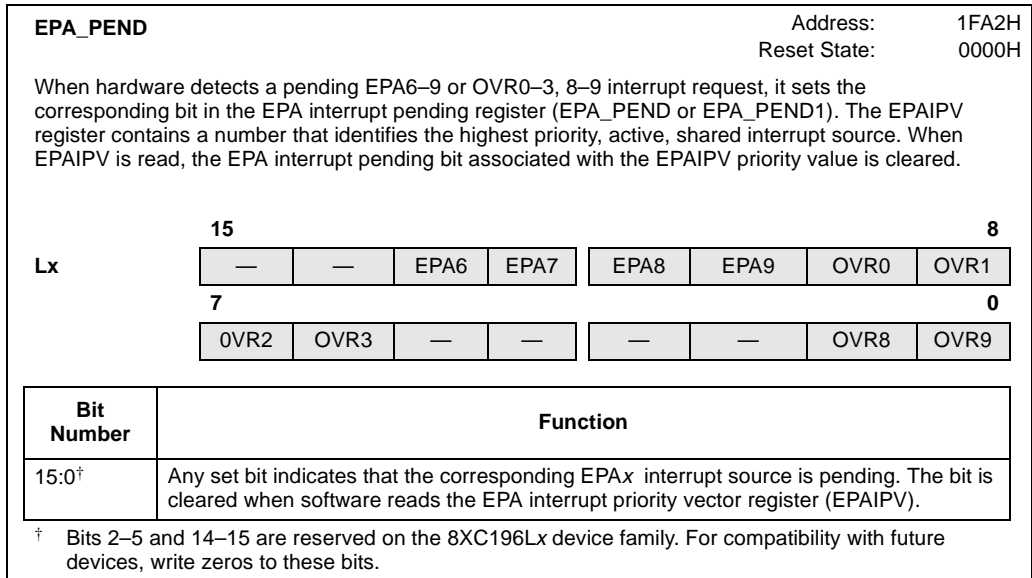 EPA_PEND
Address: 1FA2H
Reset State: 0000H
When hardware detects a pending EPA6–9 or OVR0–3, 8–9 interrupt request, it sets the
corresponding bit in the EPA interrupt pending register (EPA_PEND or EPA_PEND1). The EPAIPV
register contains a number that identifies the highest priority, active, shared interrupt source. When
EPAIPV is read, the EPA interrupt pending bit associated with the EPAIPV priority value is cleared.
15 8
Lx — — EPA6 EPA7 EPA8 EPA9 OVR0 OVR1
7 0
0VR2 OVR3 — — — — OVR8 OVR9
Bit
Number
Function
15:0†
Any set bit indicates that the corresponding EPAx interrupt source is pending. The bit is
cleared when software reads the EPA interrupt priority vector register (EPAIPV).
† Bits 2–5 and 14–15 are reserved on the 8XC196Lx device family. For compatibility with future
devices, write zeros to these bits.